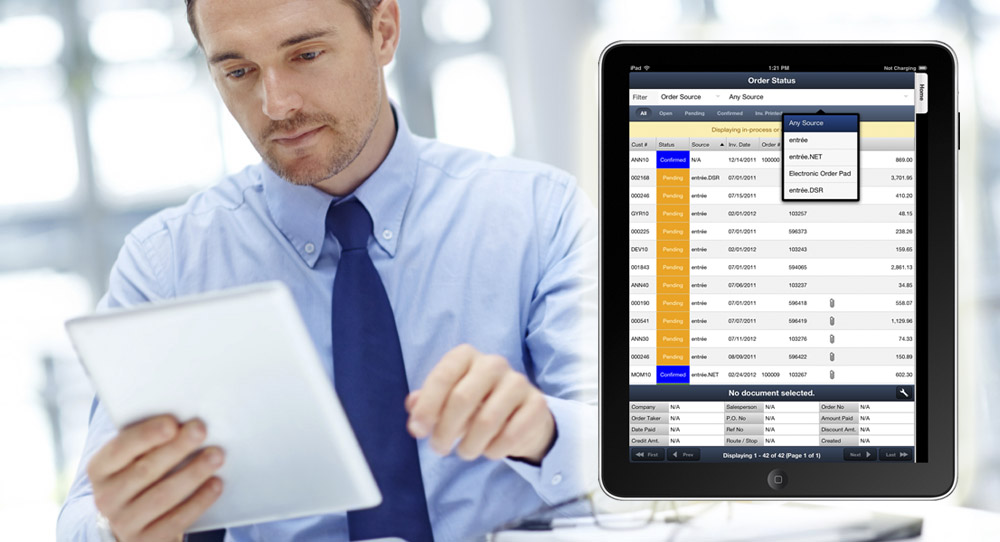 iPad 1:21 PM Not Charging
Order Status
Home
Filter Order Source Any Source
All Open Pending Confirmed Inv. Printed
Displaying in-process or
Any Source
entrée
entrée.NET
Electronic Order Pad
entrée.DSR
Cust # Status Source Inv. Date Order #
ANN10 Confirmed N/A 12/14/2011 100000 869.00
002168 Pending entrée.DSR 07/01/2011 3,701.95
000246 Pending entrée 07/15/2011 410.20
GYR10 Pending entrée 02/01/2012 103257 48.15
000225 Pending entrée 07/01/2011 596373 238.26
DEV10 Pending entrée 02/01/2012 103243 159.65
001843 Pending entrée 07/01/2011 594065 2,861.13
ANN40 Pending entrée 07/06/2011 103237 34.85
000190 Pending entrée 07/01/2011 596418 558.07
000541 Pending entrée 07/07/2011 596419 1,129.96
ANN30 Pending entrée 07/11/2012 103276 74.33
000246 Pending entrée 08/09/2011 596422 150.89
MOM10 Confirmed entrée.NET 02/24/2012 100009 103267 602.30
No document selected.
Company N/A Salesperson N/A Order No N/A
Order Taker N/A P.O. No N/A Amount Paid N/A
Date Paid N/A Ref No N/A Discount Amt. N/A
Credit Amt. N/A Route / Stop N/A Created N/A
First Prev Displaying 1 - 42 of 42 (Page 1 of 1) Next Last